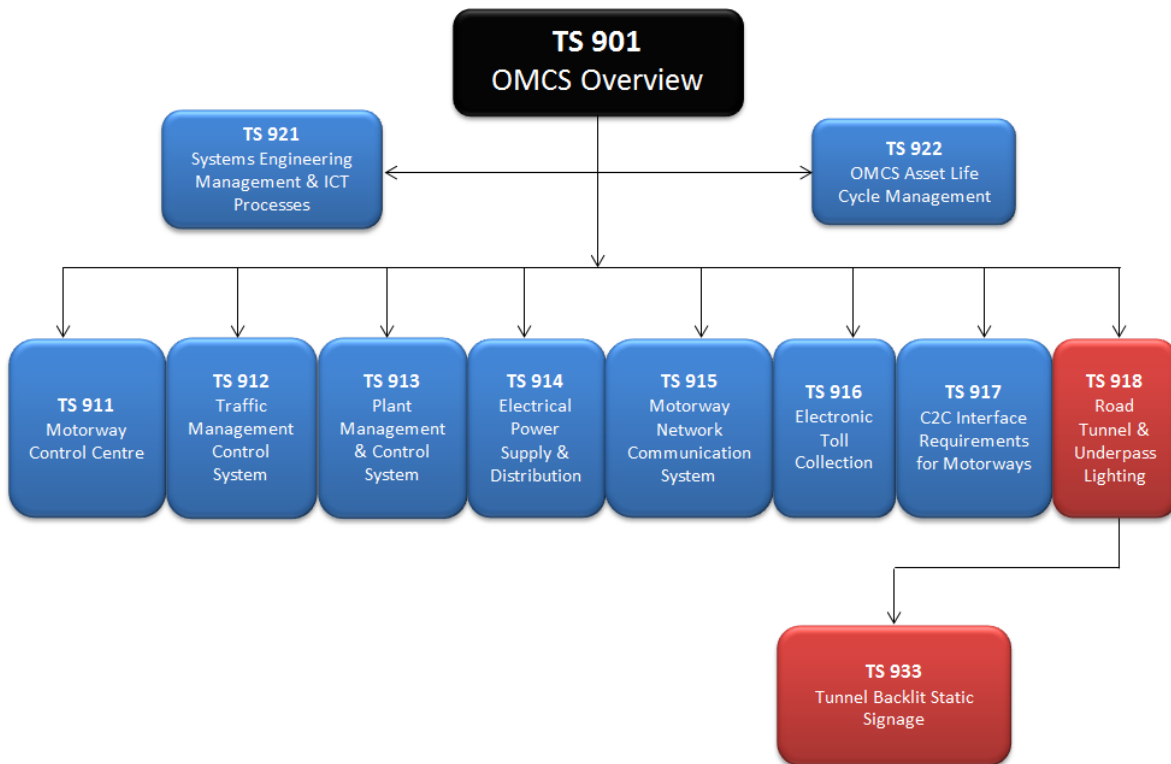 TS 901
OMCS Overview
TS 921
Systems Engineering
Management & ICT
Processes
TS 922
OMCS Asset Life
Cycle Management
TS 911
Motorway
Control Centre
TS 912
Traffic
Management
Control
System
TS 913
Plant
Management
& Control
System
TS 914
Electrical
Power
Supply &
Distribution
TS 915
Motorway
Network
Communication
System
TS 916
Electronic
Toll
Collection
TS 917
C2C Interface
Requirements
for Motorways
TS 918
Road
Tunnel &
Underpass
Lighting
TS 933
Tunnel Backlit Static
Signage